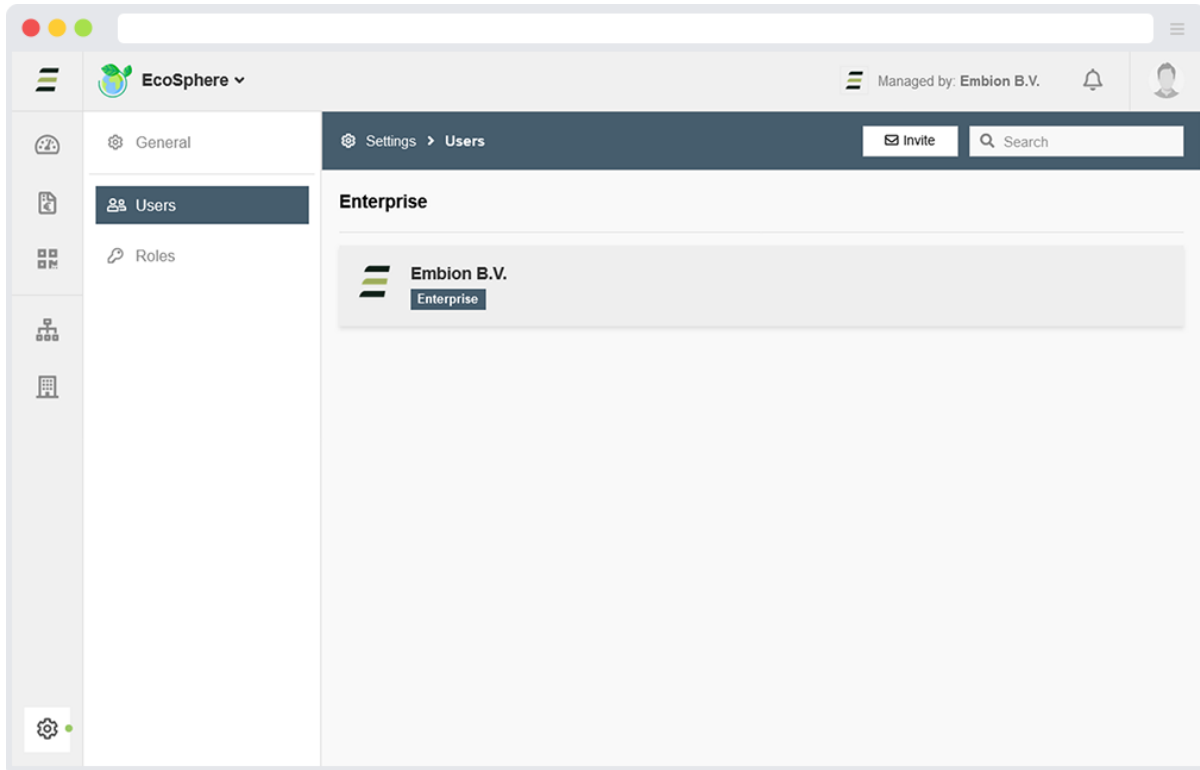 EcoSphere
Managed by: Embion B.V.
General
Users
Roles
Settings > Users
Invite
Search
Enterprise
Embion B.V.
Enterprise